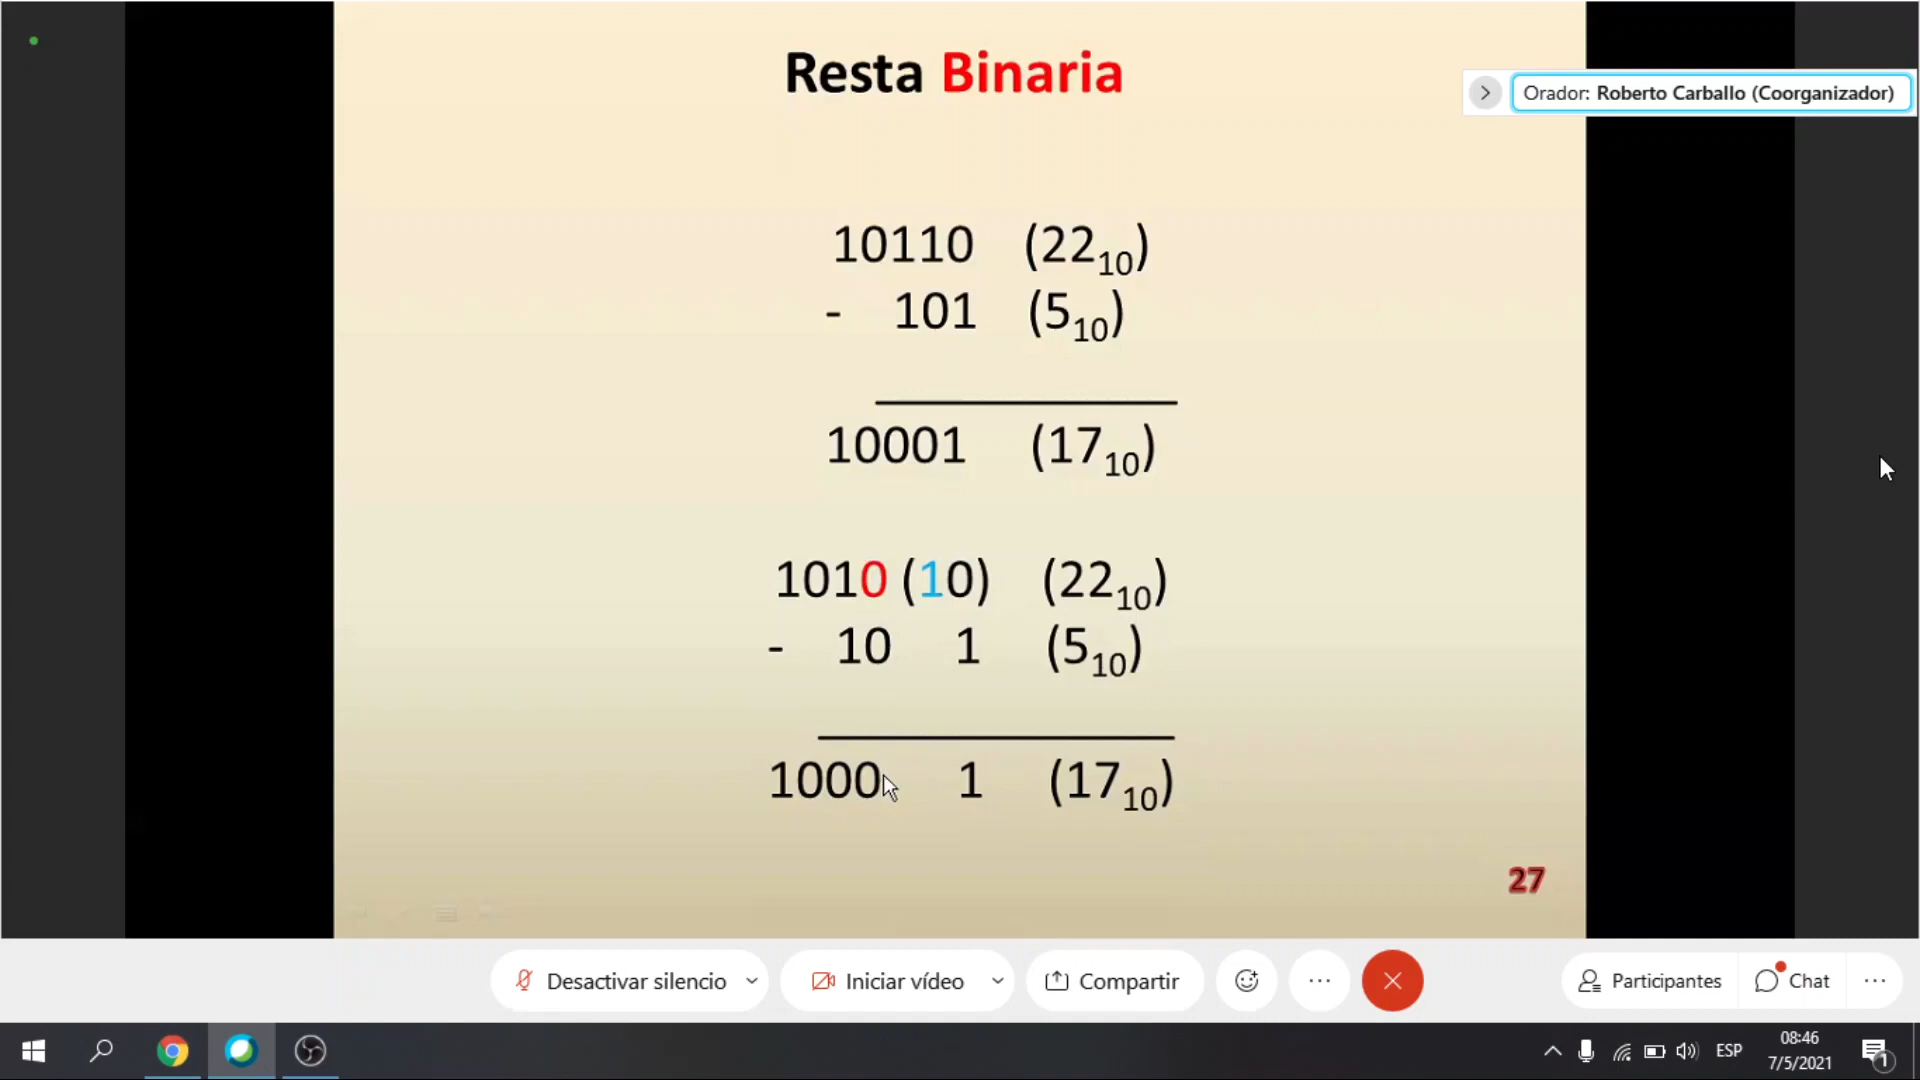 Resta Binaria
Orador: Roberto Carballo (Coorganizador)
10110 (22₁₀)
- 101 (5₁₀)
10001 (17₁₀)
1010 (10) (22₁₀)
- 10 1 (5₁₀)
1000 1 (17₁₀)
27
Desactivar silencio
Iniciar vídeo
Compartir
Participantes
Chat
ESP
08:46
7/5/2021
1